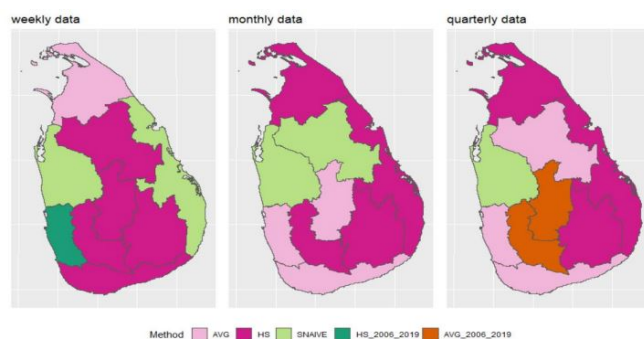 weekly data
monthly data
quarterly data
Method AVG HS SNAIVE HS_2006_2019 AVG_2006_2019